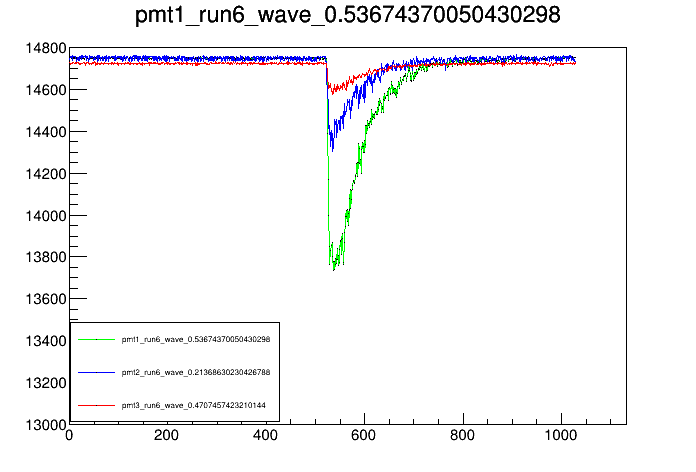 pmt1_run6_wave_0.53674370050430298
14800
14600
14400
14200
14000
13800
13600
13400
13200
13000
pmt1_run6_wave_0.53674370050430298
pmt2_run6_wave_0.21368630230426788
pmt3_run6_wave_0.4707457423210144
0 200 400 600 800 1000